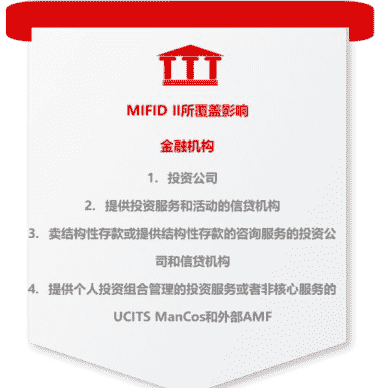 MIFID II所覆盖影响
金融机构
1. 投资公司
2. 提供投资服务和活动的信贷机构
3. 卖结构性存款或提供结构性存款的咨询服务的投资公
司和信贷机构
4. 提供个人投资组合管理的投资服务或者非核心服务的
UCITS ManCos和外部AMF